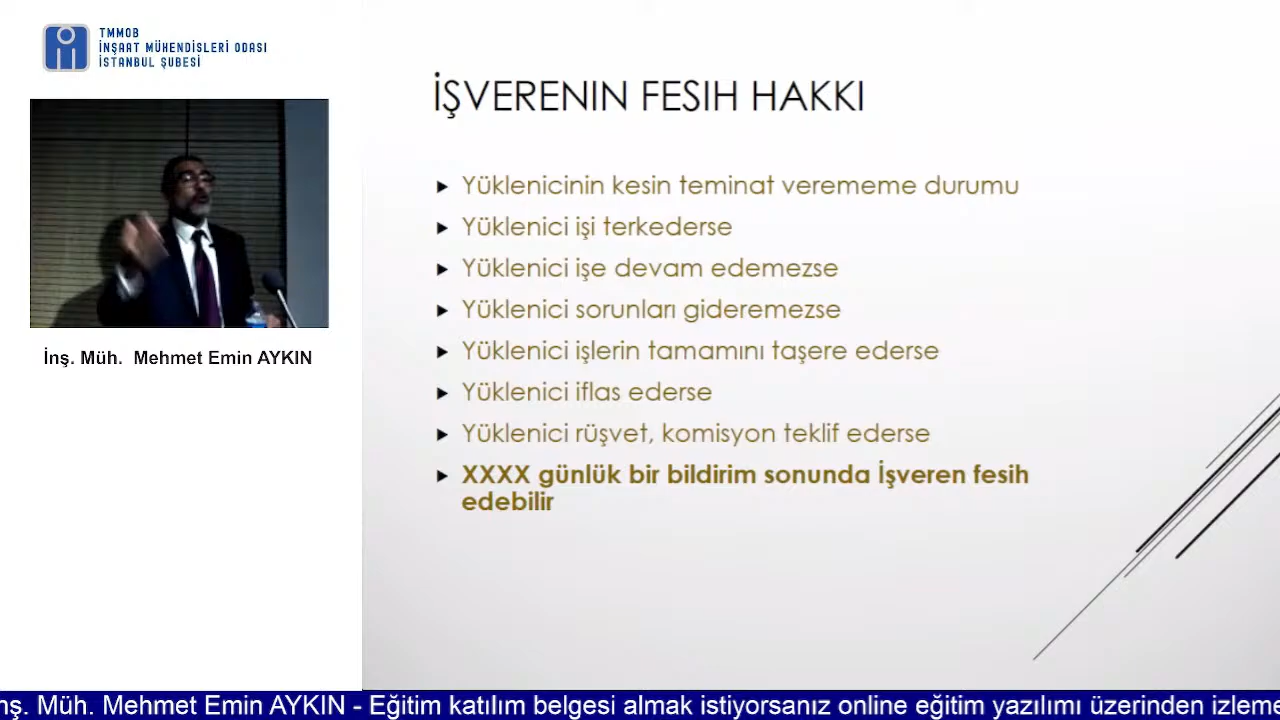 TMMOB
İNŞAAT MÜHENDİSLERİ ODASI
İSTANBUL ŞUBESİ
İnş. Müh. Mehmet Emin AYKIN
İŞVERENIN FESIH HAKKI
Yüklenicinin kesin teminat verememe durumu
Yüklenici işi terkederse
Yüklenici işe devam edemezse
Yüklenici sorunları gideremezse
Yüklenici işlerin tamamını taşere ederse
Yüklenici iflas ederse
Yüklenici rüşvet, komisyon teklif ederse
XXXX günlük bir bildirim sonunda İşveren fesih
edebilir
nş. Müh. Mehmet Emin AYKIN - Eğitim katılım belgesi almak istiyorsanız online eğitim yazılımı üzerinden izleme